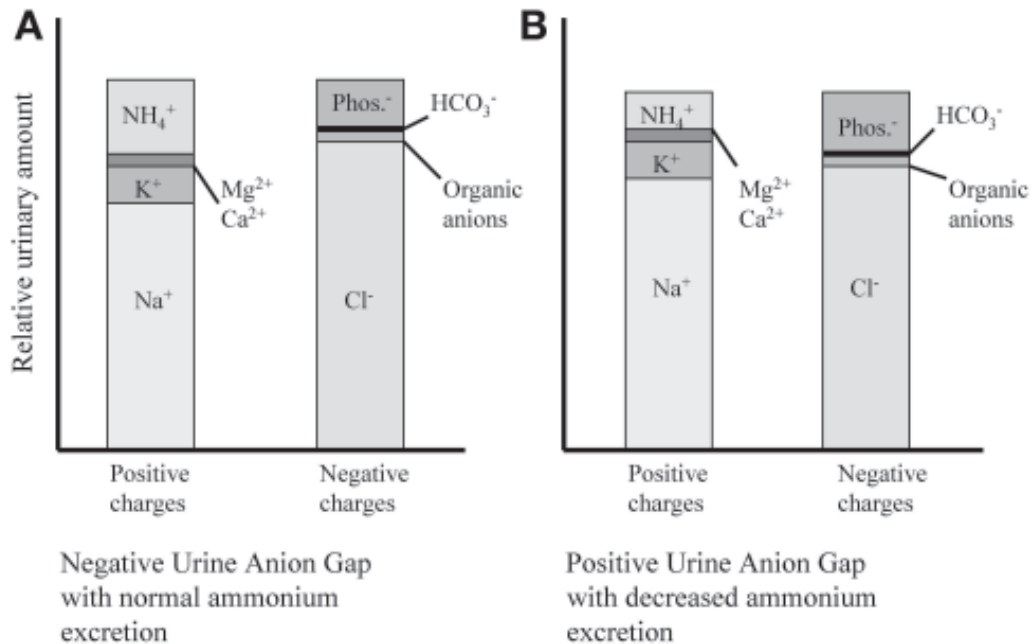 A
Relative urinary amount
NH₄⁺
K⁺
Na⁺
Mg²⁺
Ca²⁺
Phos.⁻
HCO₃⁻
Organic
anions
Cl⁻
Positive
charges
Negative
charges
Negative Urine Anion Gap
with normal ammonium
excretion
B
NH₄⁺
K⁺
Na⁺
Mg²⁺
Ca²⁺
Phos.⁻
HCO₃⁻
Organic
anions
Cl⁻
Positive
charges
Negative
charges
Positive Urine Anion Gap
with decreased ammonium
excretion